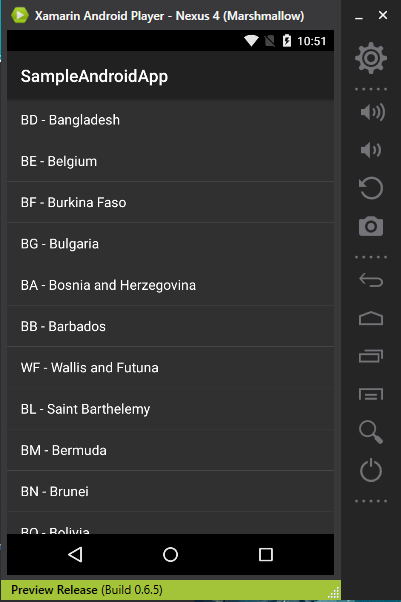 Xamarin Android Player - Nexus 4 (Marshmallow)
10:51
SampleAndroidApp
BD - Bangladesh
BE - Belgium
BF - Burkina Faso
BG - Bulgaria
BA - Bosnia and Herzegovina
BB - Barbados
WF - Wallis and Futuna
BL - Saint Barthelemy
BM - Bermuda
BN - Brunei
BO - Bolivia
Preview Release (Build 0.6.5)